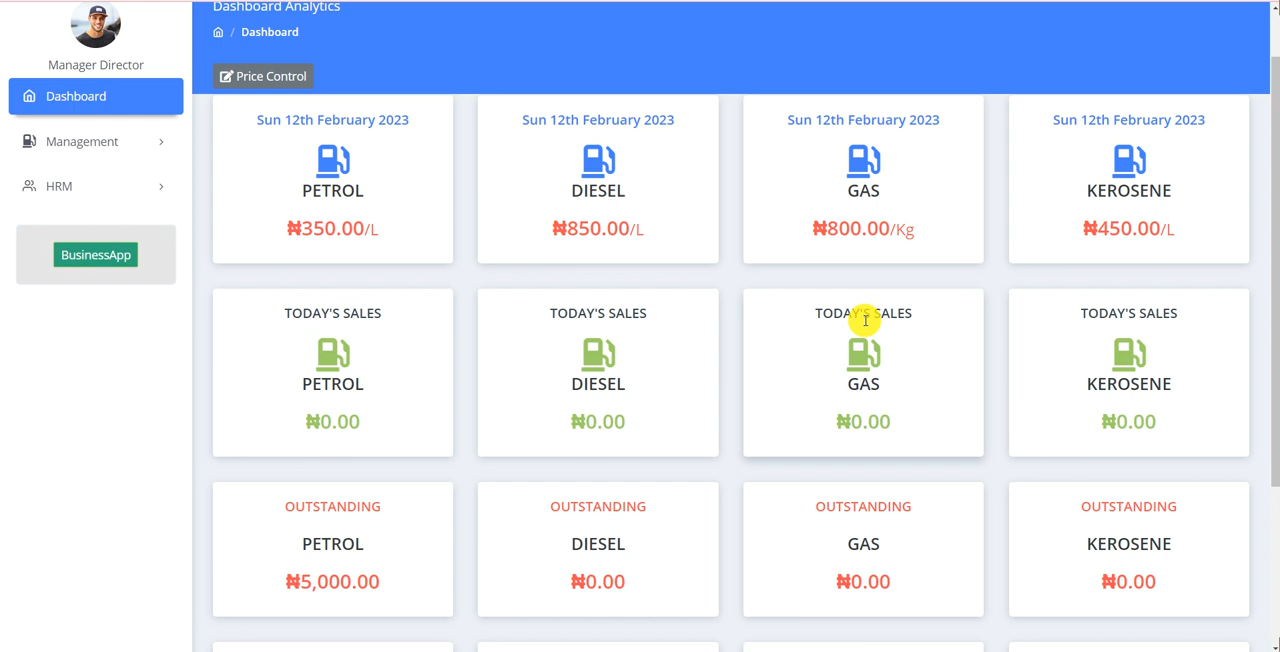 Dashboard Analytics
/ Dashboard
Price Control
Manager Director
Dashboard
Management
HRM
BusinessApp
Sun 12th February 2023 Sun 12th February 2023 Sun 12th February 2023 Sun 12th February 2023
PETROL DIESEL GAS KEROSENE
₦350.00/L ₦850.00/L ₦800.00/Kg ₦450.00/L
TODAY'S SALES TODAY'S SALES TODAY'S SALES TODAY'S SALES
PETROL DIESEL GAS KEROSENE
₦0.00 ₦0.00 ₦0.00 ₦0.00
OUTSTANDING OUTSTANDING OUTSTANDING OUTSTANDING
PETROL DIESEL GAS KEROSENE
₦5,000.00 ₦0.00 ₦0.00 ₦0.00